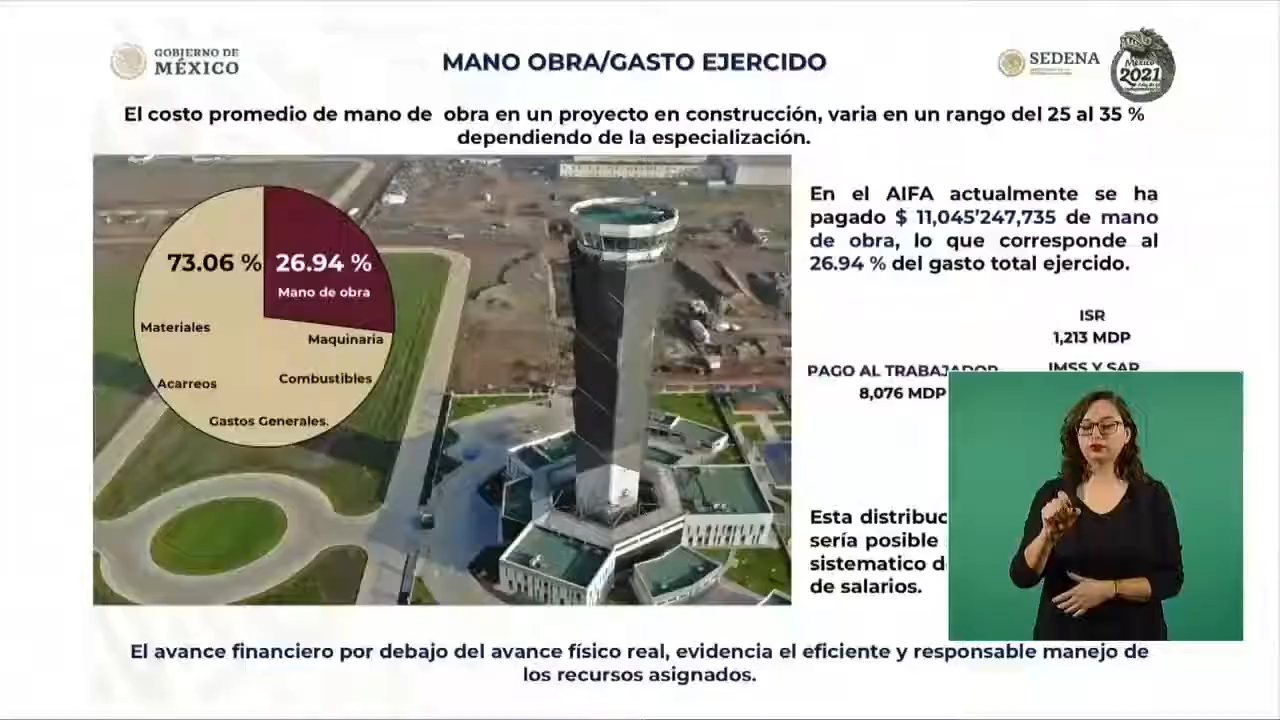 GOBIERNO DE
MÉXICO
MANO OBRA/GASTO EJERCIDO
SEDENA
México
2021
El costo promedio de mano de obra en un proyecto en construcción, varia en un rango del 25 al 35 %
dependiendo de la especialización.
73.06 %
26.94 %
Mano de obra
Materiales
Maquinaria
Acarreos
Combustibles
Gastos Generales.
En el AIFA actualmente se ha
pagado $ 11,045’247,735 de mano
de obra, lo que corresponde al
26.94 % del gasto total ejercido.
ISR
1,213 MDP
PAGO AL TRABAJADOR
8,076 MDP
IMSS Y SAR
Esta distribuc
sería posible
sistematico d
de salarios.
El avance financiero por debajo del avance físico real, evidencia el eficiente y responsable manejo de
los recursos asignados.